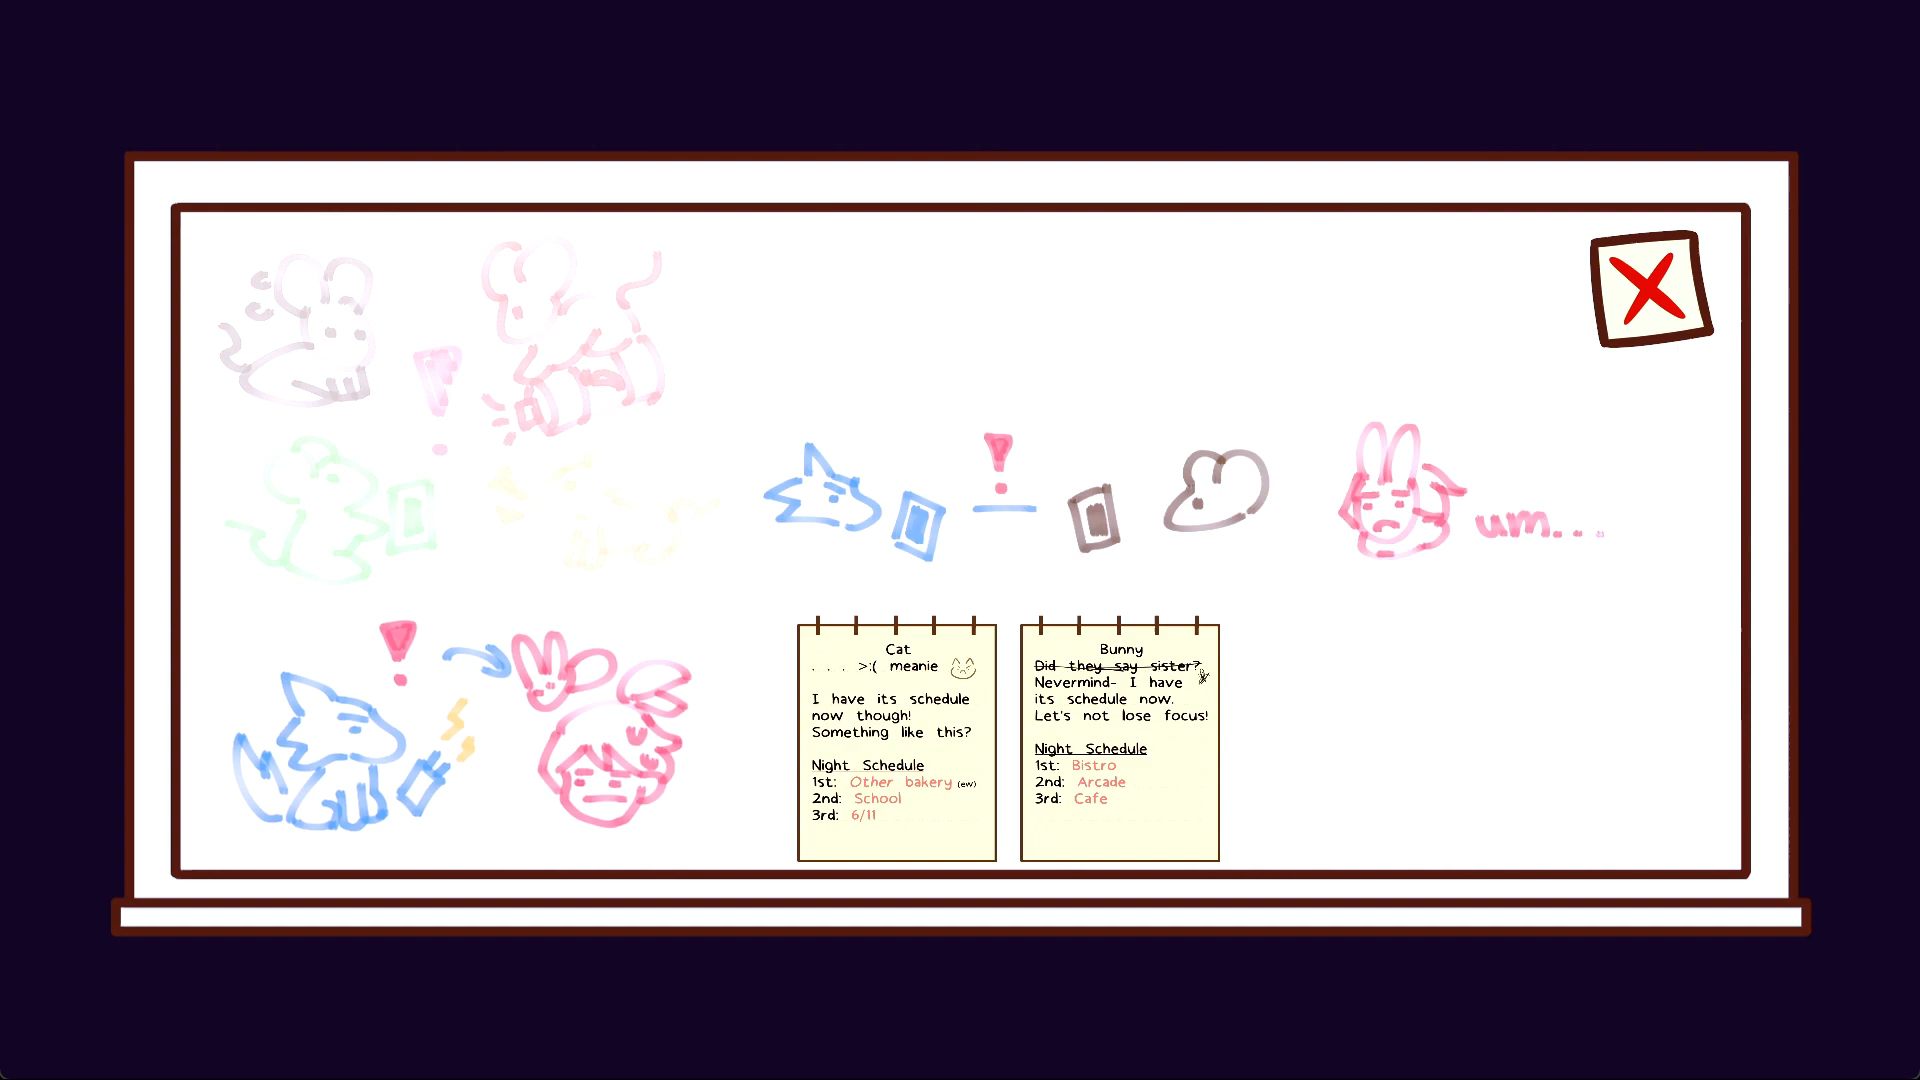 um...
Cat
. . . >:( meanie
I have its schedule
now though!
Something like this?
Night Schedule
1st: Other bakery (ew)
2nd: School
3rd: 6/11
Bunny
Did they say sister?
Nevermind- I have
its schedule now.
Let's not lose focus!
Night Schedule
1st: Bistro
2nd: Arcade
3rd: Cafe